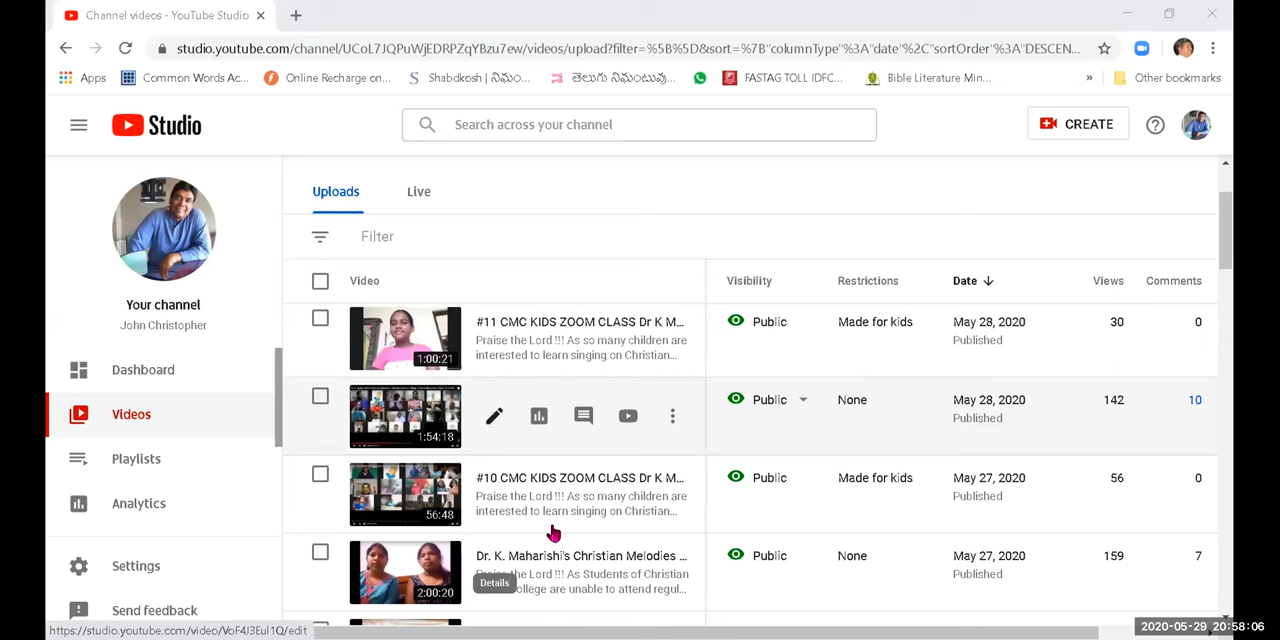 Channel videos - YouTube Studio
studio.youtube.com/channel/UCoL7JQPuWjEDRPZqYBzu7ew/videos/upload?filter=%5B%5D&sort=%7B"columnType"%3A"date"%2C"sortOrder"%3A"DESCEN...
Apps Common Words Ac... Online Recharge on... Shabdkosh | నిఘం... తెలుగు నిఘంటువు... FASTAG TOLL IDFC... Bible Literature Min... » Other bookmarks
Studio Search across your channel CREATE
Uploads Live
Filter
Video Visibility Restrictions Date Views Comments
#11 CMC KIDS ZOOM CLASS Dr K M... Public Made for kids May 28, 2020 30 0
Praise the Lord !!! As so many children are Published
interested to learn singing on Christian...
1:00:21
Public None May 28, 2020 142 10
Published
1:54:18
#10 CMC KIDS ZOOM CLASS Dr K M... Public Made for kids May 27, 2020 56 0
Praise the Lord !!! As so many children are Published
interested to learn singing on Christian...
56:48
Dr. K. Maharishi's Christian Melodies ... Public None May 27, 2020 159 7
the Lord !!! As Students of Christian Published
College are unable to attend regul...
Details
2:00:20
Your channel
John Christopher
Dashboard
Videos
Playlists
Analytics
Settings
Send feedback
https://studio.youtube.com/video/VoF4J3Eul1Q/edit
2020-05-29 20:58:06